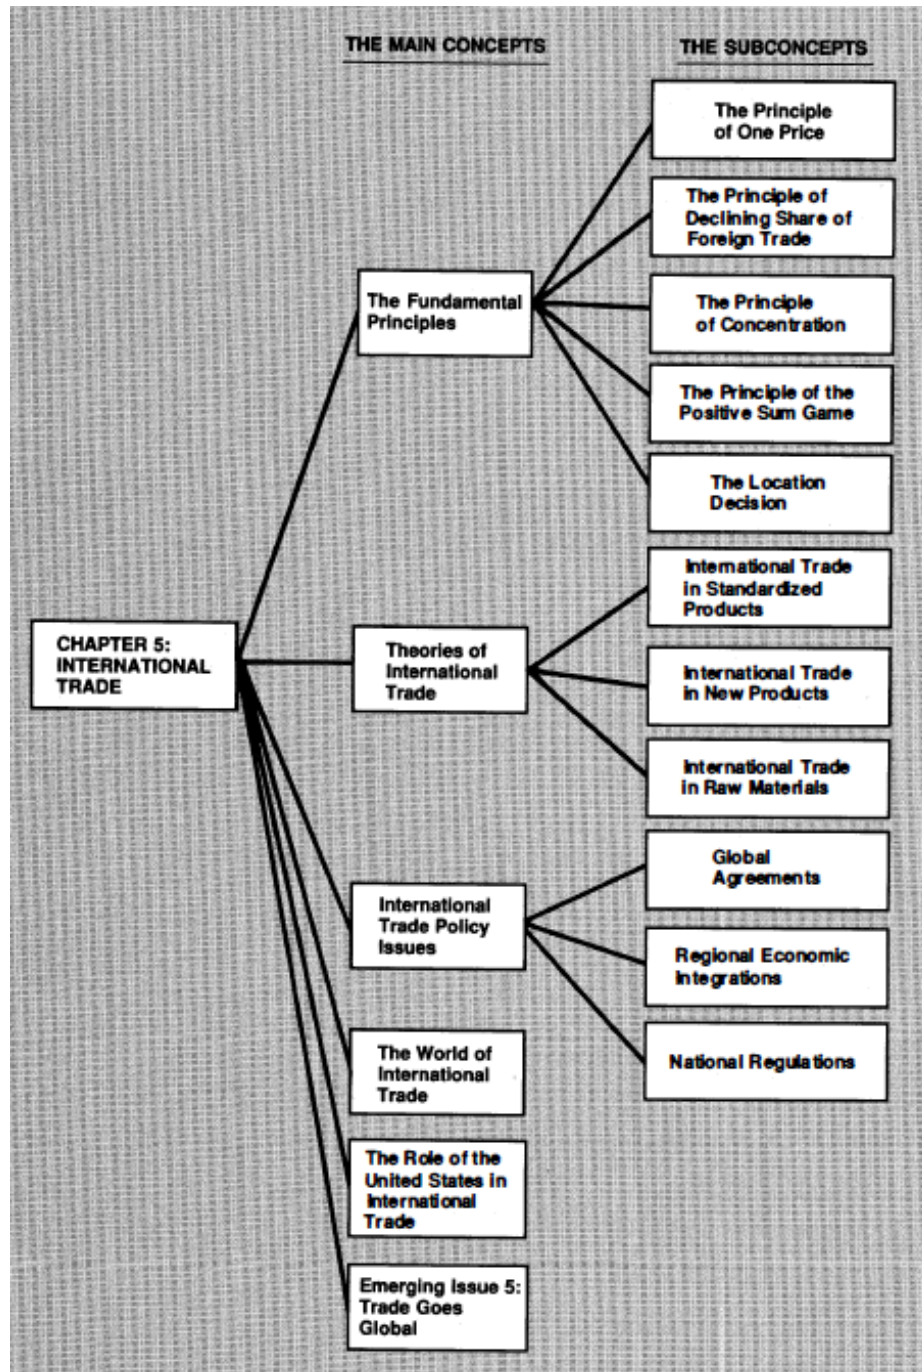 THE MAIN CONCEPTS
THE SUBCONCEPTS
The Principle
of One Price
The Principle of
Declining Share of
Foreign Trade
The Fundamental
Principles
The Principle
of Concentration
The Principle of the
Positive Sum Game
The Location
Decision
CHAPTER 5:
INTERNATIONAL
TRADE
Theories of
International
Trade
International Trade
in Standardized
Products
International Trade
in New Products
International Trade
in Raw Materials
International
Trade Policy
Issues
Global
Agreements
Regional Economic
Integrations
National Regulations
The World of
International
Trade
The Role of the
United States in
International
Trade
Emerging Issue 5:
Trade Goes
Global